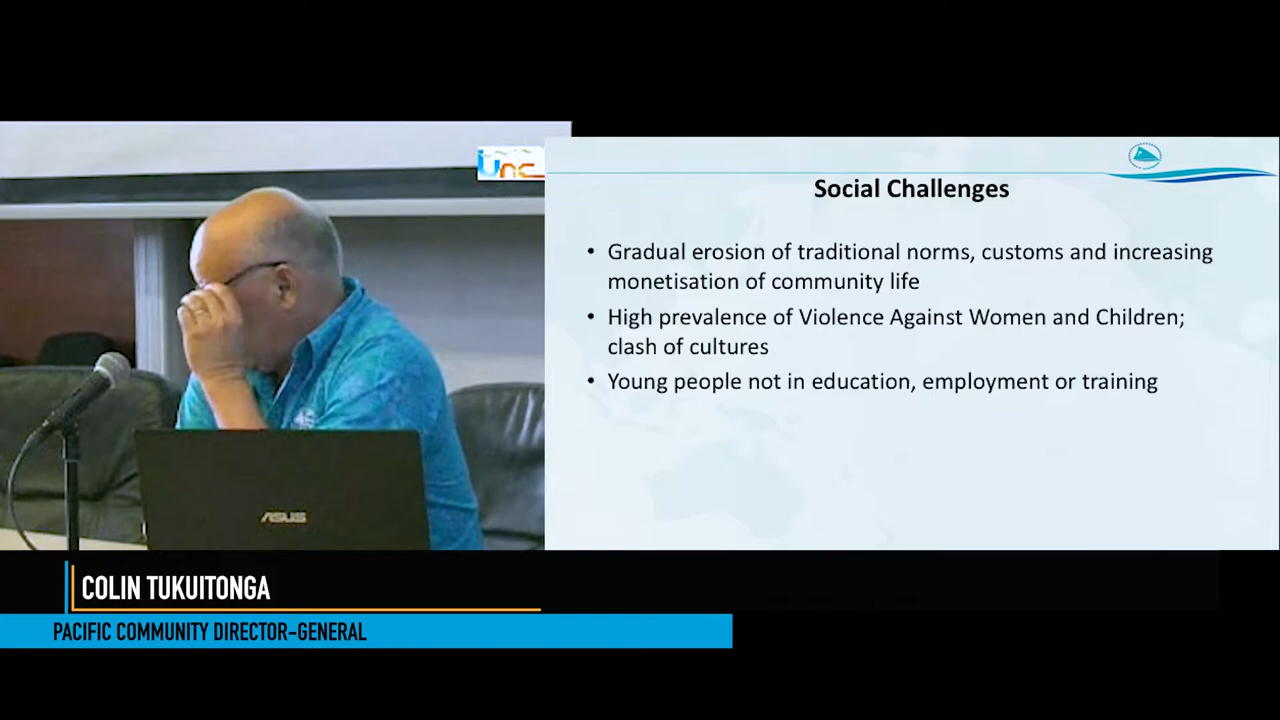 unc
Social Challenges
• Gradual erosion of traditional norms, customs and increasing
monetisation of community life
• High prevalence of Violence Against Women and Children;
clash of cultures
• Young people not in education, employment or training
ASUS
COLIN TUKUITONGA
PACIFIC COMMUNITY DIRECTOR-GENERAL